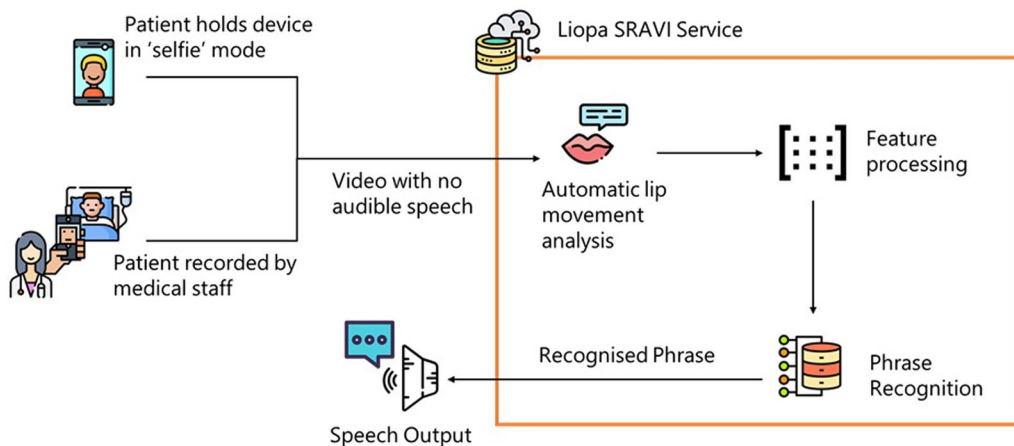 Patient holds device
in 'selfie' mode
Liopa SRAVI Service
Video with no
audible speech
Automatic lip
movement
analysis
Feature
processing
Patient recorded by
medical staff
Recognised Phrase
Phrase
Recognition
Speech Output